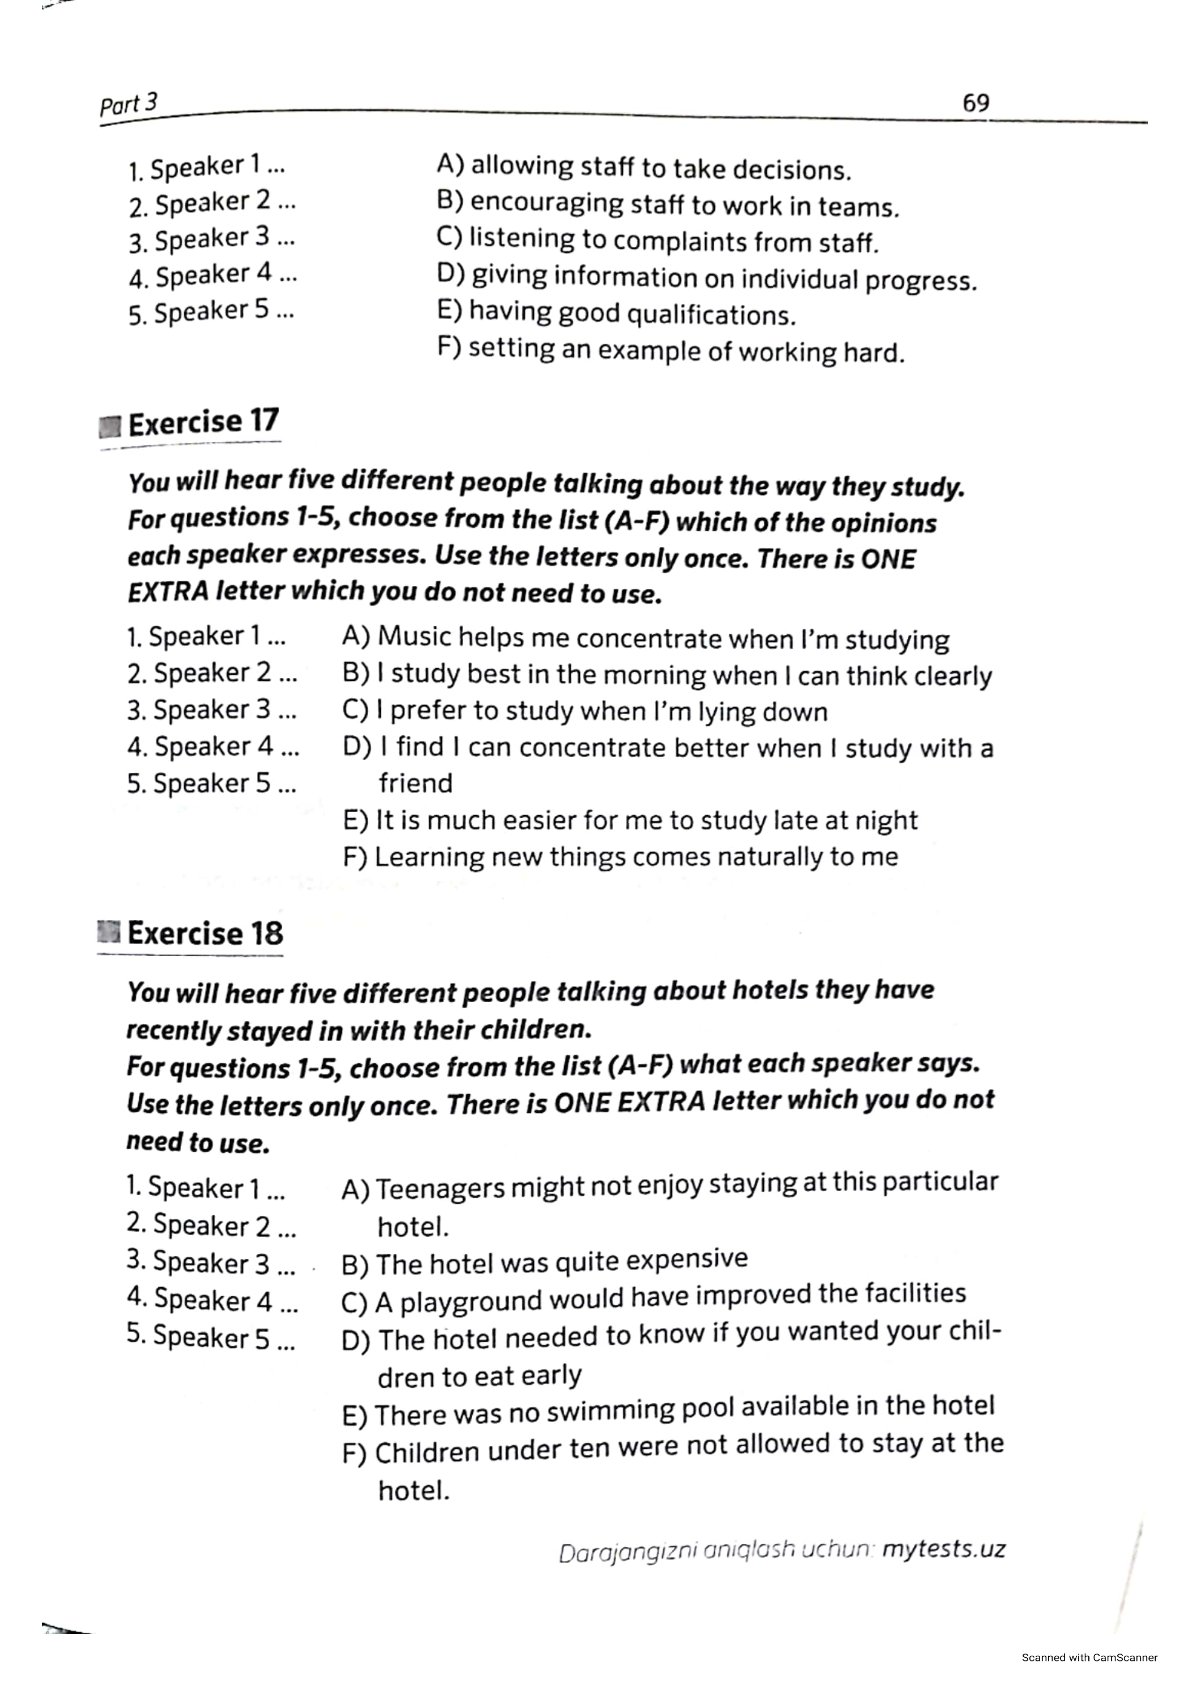 Part 3 69
1. Speaker 1 ... A) allowing staff to take decisions.
2. Speaker 2 ... B) encouraging staff to work in teams.
3. Speaker 3 ... C) listening to complaints from staff.
4. Speaker 4 ... D) giving information on individual progress.
5. Speaker 5 ... E) having good qualifications.
F) setting an example of working hard.
Exercise 17
You will hear five different people talking about the way they study.
For questions 1-5, choose from the list (A-F) which of the opinions
each speaker expresses. Use the letters only once. There is ONE
EXTRA letter which you do not need to use.
1. Speaker 1 ... A) Music helps me concentrate when I'm studying
2. Speaker 2 ... B) I study best in the morning when I can think clearly
3. Speaker 3 ... C) I prefer to study when I'm lying down
4. Speaker 4 ... D) I find I can concentrate better when I study with a
5. Speaker 5 ... friend
E) It is much easier for me to study late at night
F) Learning new things comes naturally to me
Exercise 18
You will hear five different people talking about hotels they have
recently stayed in with their children.
For questions 1-5, choose from the list (A-F) what each speaker says.
Use the letters only once. There is ONE EXTRA letter which you do not
need to use.
1. Speaker 1 ... A) Teenagers might not enjoy staying at this particular
2. Speaker 2 ... hotel.
3. Speaker 3 ... B) The hotel was quite expensive
4. Speaker 4 ... C) A playground would have improved the facilities
5. Speaker 5 ... D) The hotel needed to know if you wanted your chil-
dren to eat early
E) There was no swimming pool available in the hotel
F) Children under ten were not allowed to stay at the
hotel.
Darajangizni aniqlash uchun: mytests.uz
Scanned with CamScanner